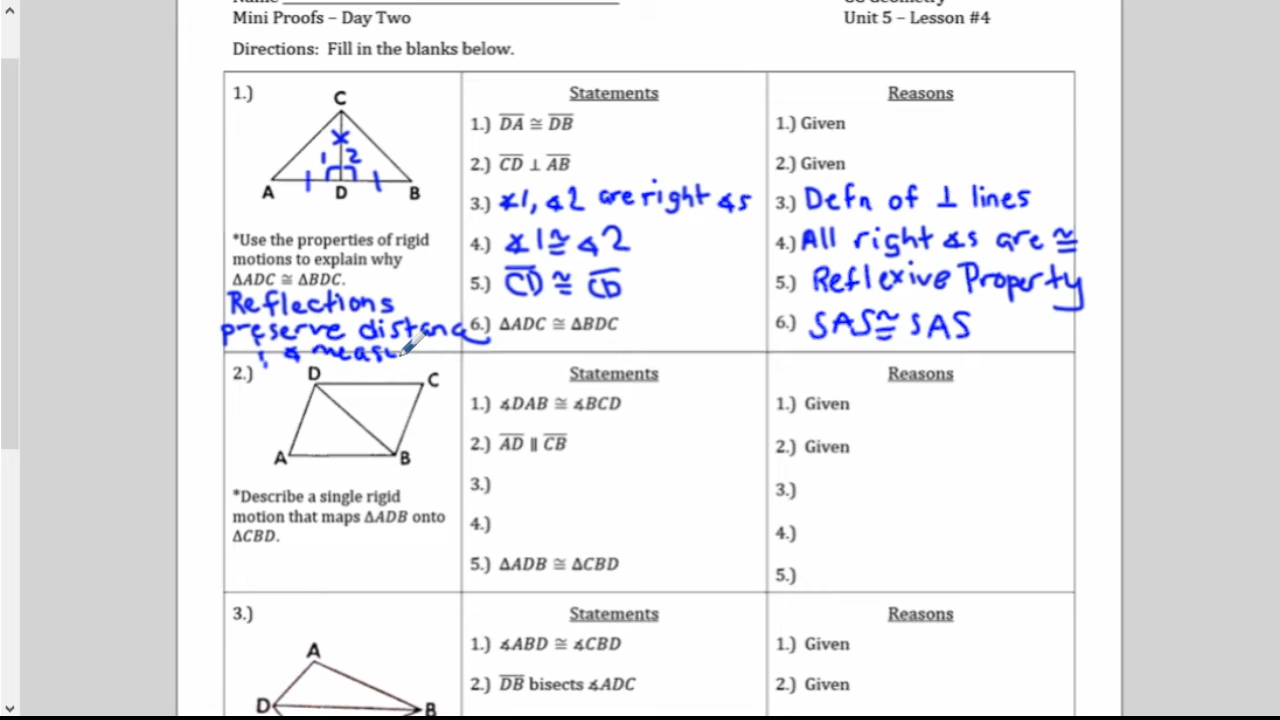 Mini Proofs – Day Two
Unit 5 – Lesson #4
Directions: Fill in the blanks below.
1.)
C
1 2
A D B
*Use the properties of rigid
motions to explain why
ΔADC ≅ ΔBDC.
Reflections
preserve distance
& ∡
Statements
1.) DA ≅ DB
2.) CD ⊥ AB
3.) ∡1, ∡2 are right ∡s
4.) ∡1 ≅ ∡2
5.) CD ≅ CD
6.) ΔADC ≅ ΔBDC
Reasons
1.) Given
2.) Given
3.) Defn of ⊥ lines
4.) All right ∡s are ≅
5.) Reflexive Property
6.) SAS ≅ SAS
2.)
D C
A B
*Describe a single rigid
motion that maps ΔADB onto
ΔCBD.
Statements
1.) ∡DAB ≅ ∡BCD
2.) AD ∥ CB
3.)
4.)
5.) ΔADB ≅ ΔCBD
Reasons
1.) Given
2.) Given
3.)
4.)
5.)
3.)
A
D B
Statements
1.) ∡ABD ≅ ∡CBD
2.) DB bisects ∡ADC
Reasons
1.) Given
2.) Given